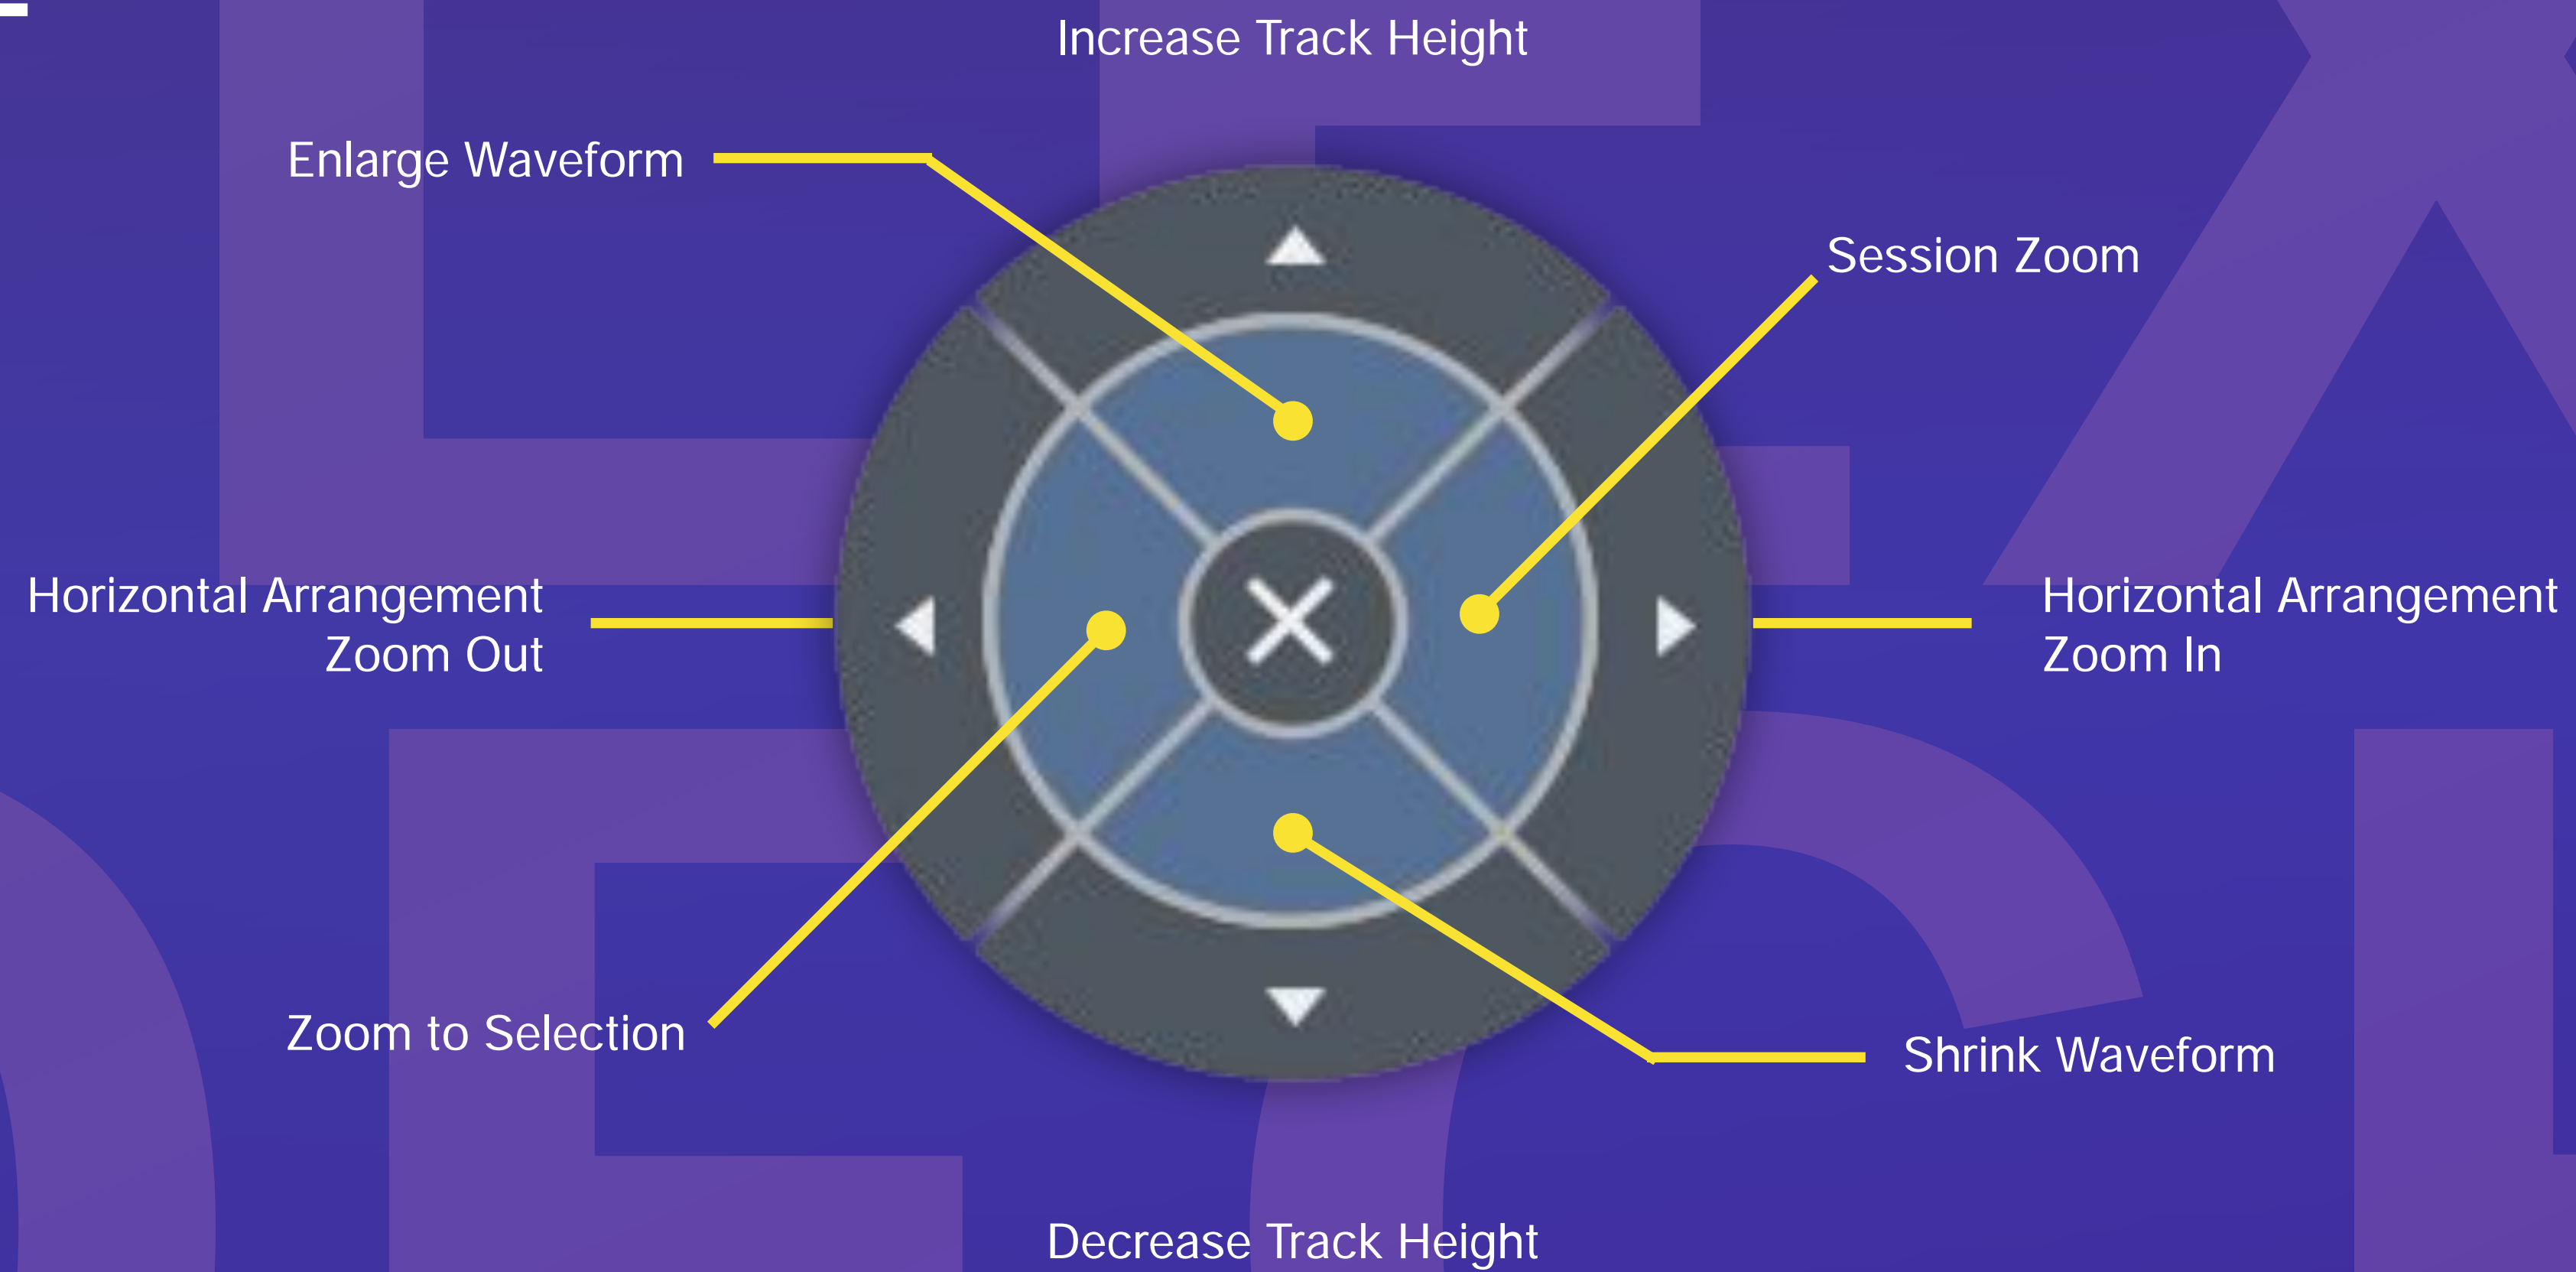 Increase Track Height
Enlarge Waveform
Session Zoom
Horizontal Arrangement
Zoom Out
Horizontal Arrangement
Zoom In
Zoom to Selection
Shrink Waveform
Decrease Track Height